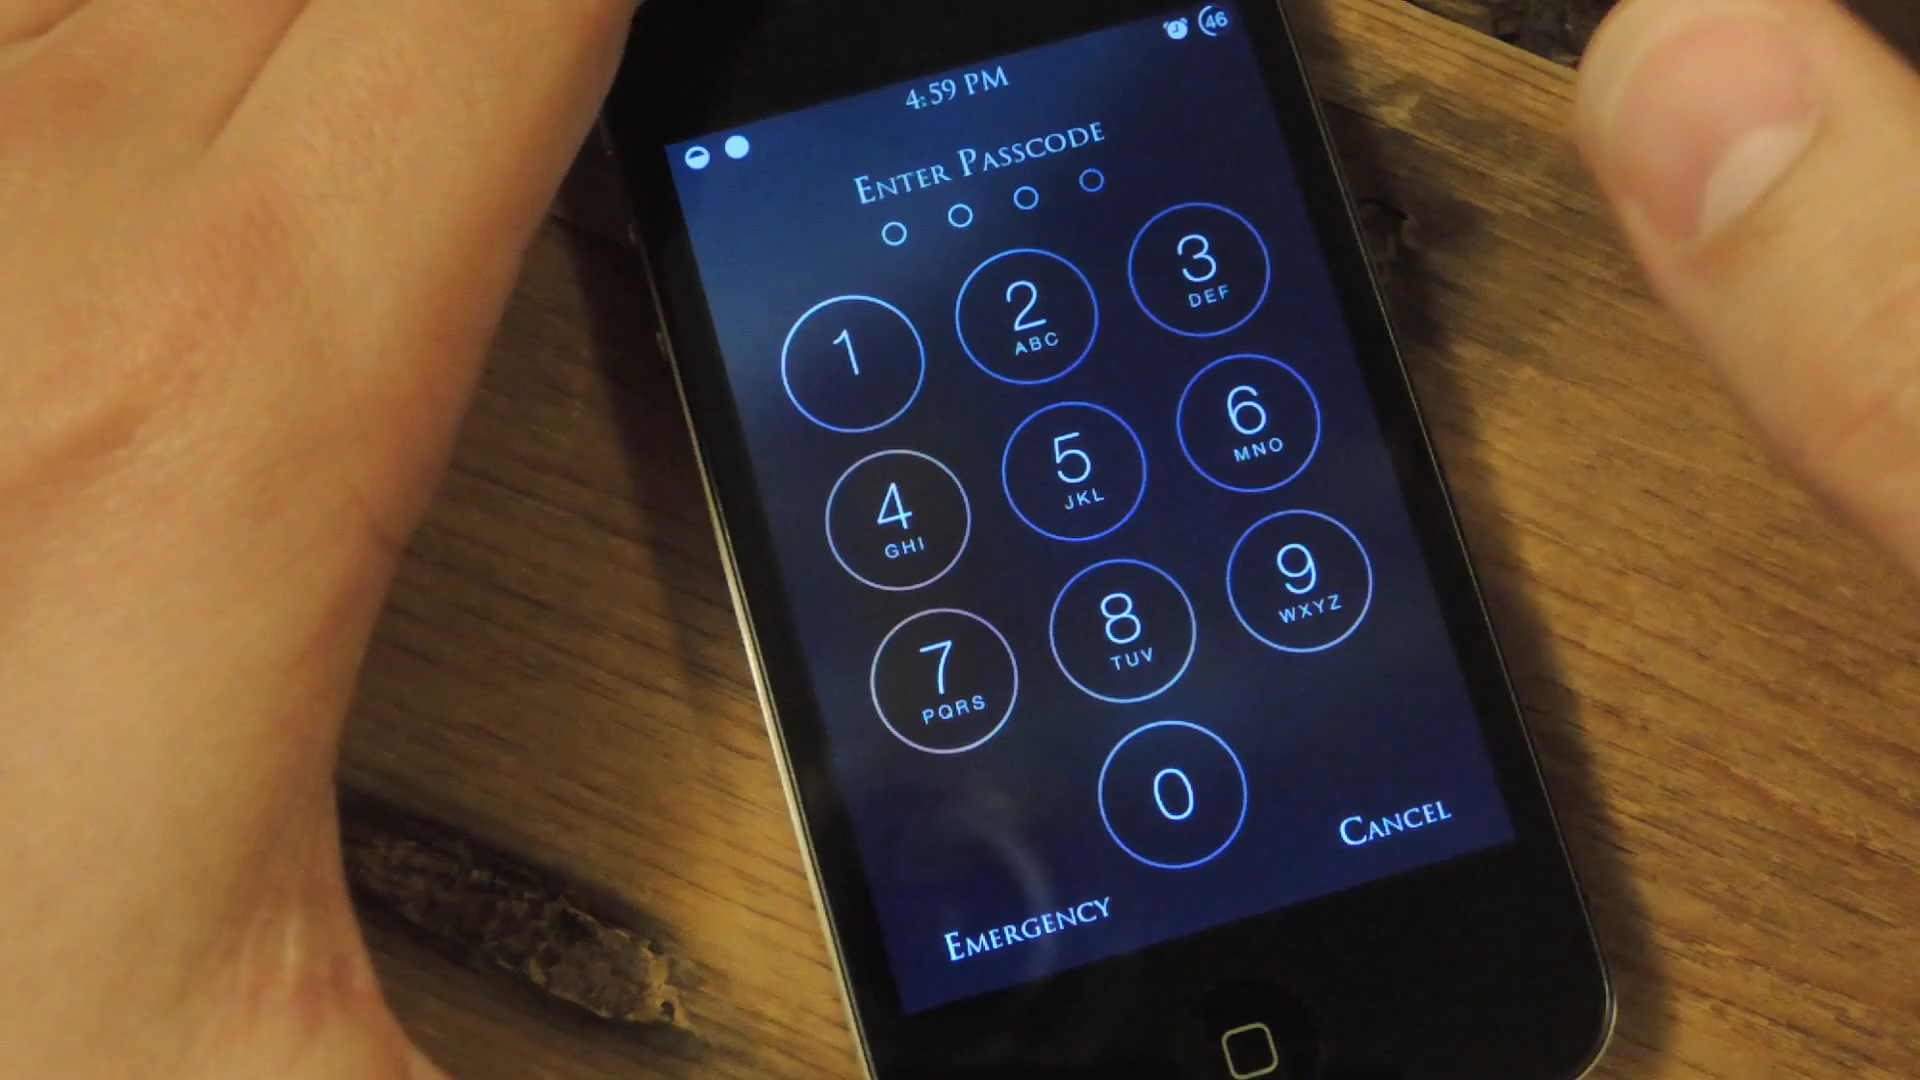 46
4:59 PM
Enter Passcode
1
2
ABC
3
DEF
4
GHI
5
JKL
6
MNO
7
PQRS
8
TUV
9
WXYZ
0
Emergency
Cancel